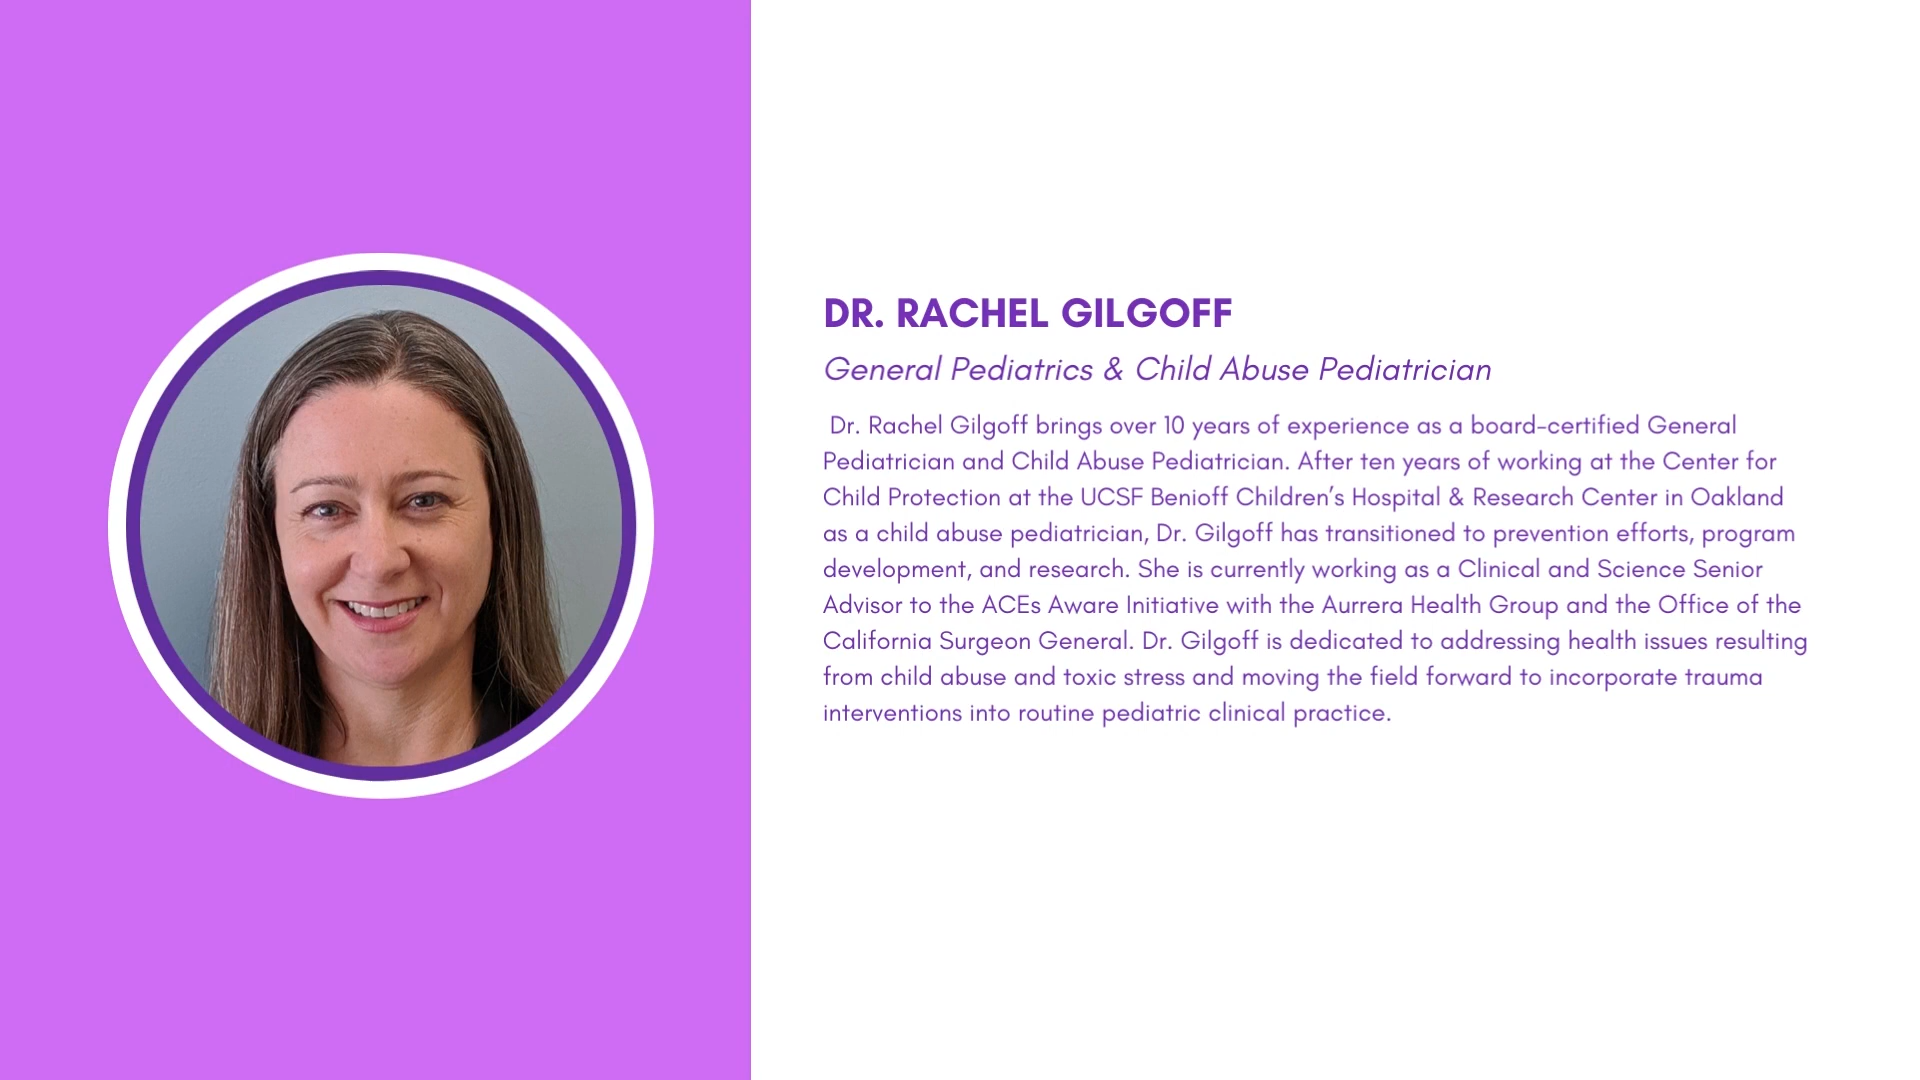 DR. RACHEL GILGOFF
General Pediatrics & Child Abuse Pediatrician
Dr. Rachel Gilgoff brings over 10 years of experience as a board-certified General
Pediatrician and Child Abuse Pediatrician. After ten years of working at the Center for
Child Protection at the UCSF Benioff Children’s Hospital & Research Center in Oakland
as a child abuse pediatrician, Dr. Gilgoff has transitioned to prevention efforts, program
development, and research. She is currently working as a Clinical and Science Senior
Advisor to the ACEs Aware Initiative with the Aurrera Health Group and the Office of the
California Surgeon General. Dr. Gilgoff is dedicated to addressing health issues resulting
from child abuse and toxic stress and moving the field forward to incorporate trauma
interventions into routine pediatric clinical practice.